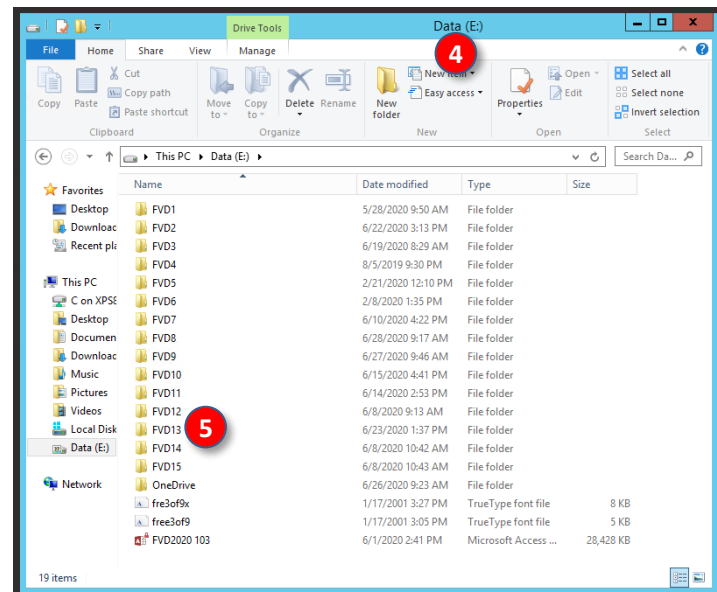 Drive Tools
Data (E:)
File Home Share View Manage
4
Copy
Paste
Cut
Copy path
Paste shortcut
Move to
Copy to
Delete
Rename
New folder
New item
Easy access
Properties
Open
Edit
Select all
Select none
Invert selection
Clipboard Organize New Open Select
This PC Data (E:) Search Da...
Name Date modified Type Size
Favorites
Desktop
Downloac
Recent pla
This PC
C on XPS8
Desktop
Documen
Downloac
Music
Pictures
Videos
Local Disk
Data (E:)
Network
FVD1 5/28/2020 9:50 AM File folder
FVD2 6/22/2020 3:13 PM File folder
FVD3 6/19/2020 8:29 AM File folder
FVD4 8/5/2019 9:30 PM File folder
FVD5 2/21/2020 12:10 PM File folder
FVD6 2/8/2020 1:35 PM File folder
FVD7 6/10/2020 4:22 PM File folder
FVD8 6/28/2020 9:17 AM File folder
FVD9 6/27/2020 9:46 AM File folder
FVD10 6/15/2020 4:41 PM File folder
FVD11 6/14/2020 2:53 PM File folder
FVD12 6/8/2020 9:13 AM File folder
FVD13 6/23/2020 1:37 PM File folder
5
FVD14 6/8/2020 10:42 AM File folder
FVD15 6/8/2020 10:43 AM File folder
OneDrive 6/26/2020 9:23 AM File folder
fre3of9x 1/17/2001 3:27 PM TrueType font file 8 KB
free3of9 1/17/2001 3:05 PM TrueType font file 5 KB
FVD2020 103 6/1/2020 2:41 PM Microsoft Access ... 28,428 KB
19 items